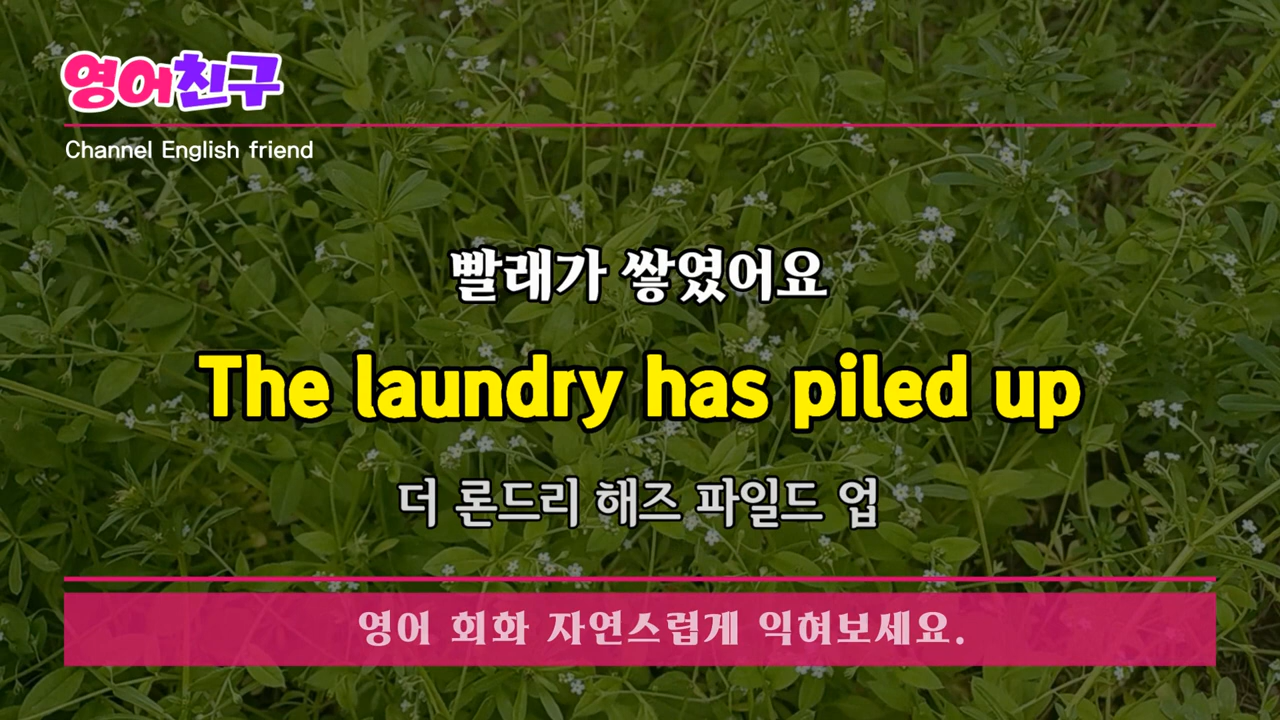 영어친구
Channel English friend
빨래가 쌓였어요
The laundry has piled up
더 론드리 해즈 파일드 업
영어 회화 자연스럽게 익혀보세요.